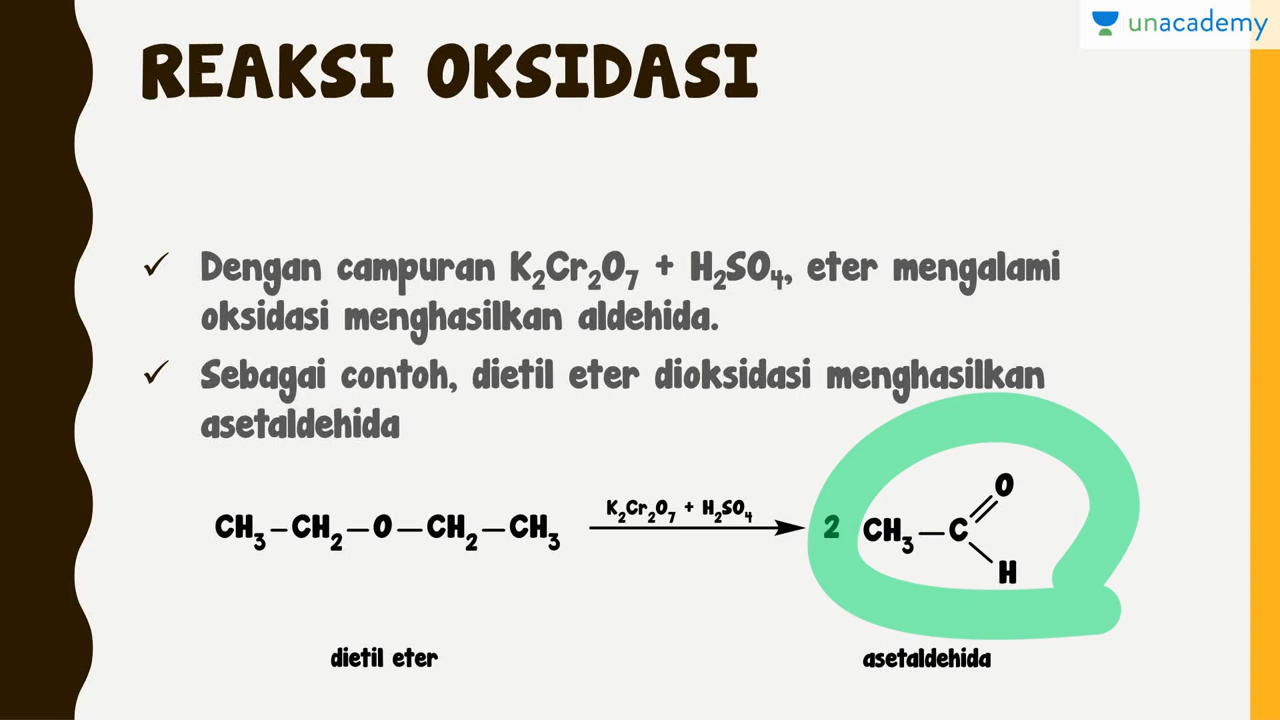 unacademy
REAKSI OKSIDASI
✓ Dengan campuran K₂Cr₂O₇ + H₂SO₄, eter mengalami
oksidasi menghasilkan aldehida.
✓ Sebagai contoh, dietil eter dioksidasi menghasilkan
asetaldehida
CH₃—CH₂—O—CH₂—CH₃
K₂Cr₂O₇ + H₂SO₄
O
2 CH₃—C
H
dietil eter
asetaldehida